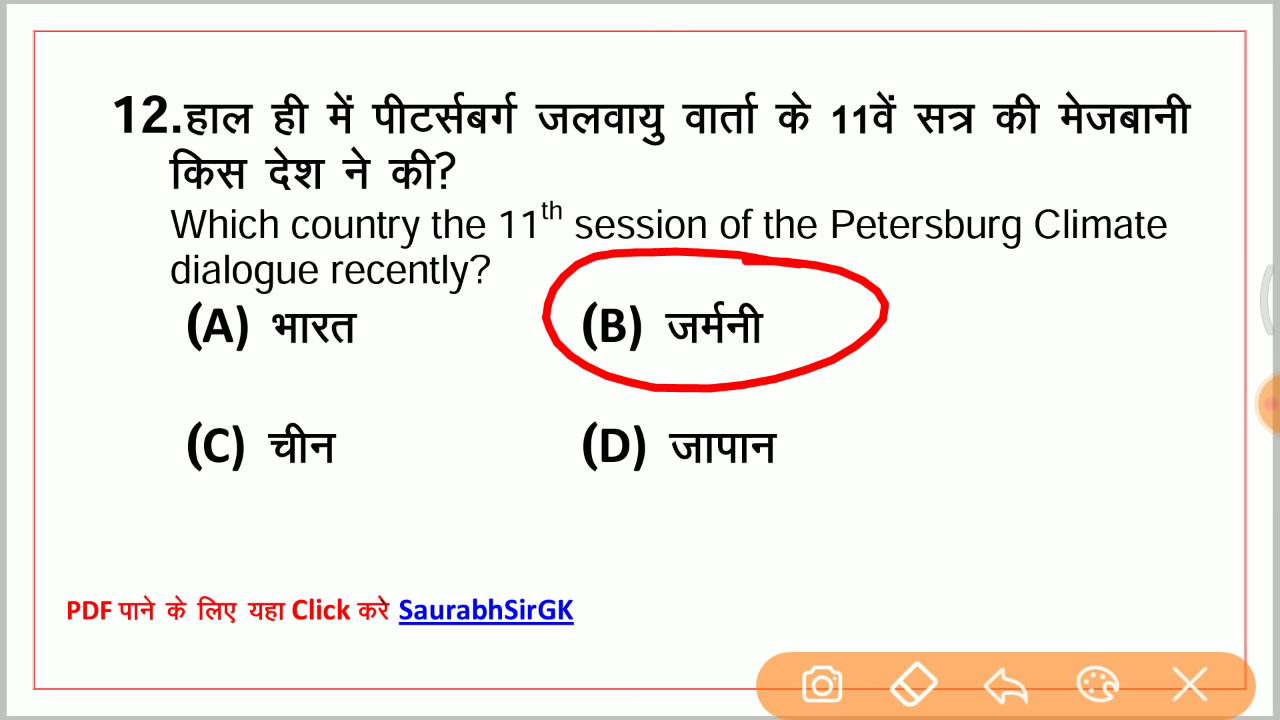 12.हाल ही में पीटर्सबर्ग जलवायु वार्ता के 11वें सत्र की मेजबानी
किस देश ने की?
Which country the 11th session of the Petersburg Climate
dialogue recently?
(A) भारत (B) जर्मनी
(C) चीन (D) जापान
PDF पाने के लिए यहा Click करे SaurabhSirGK